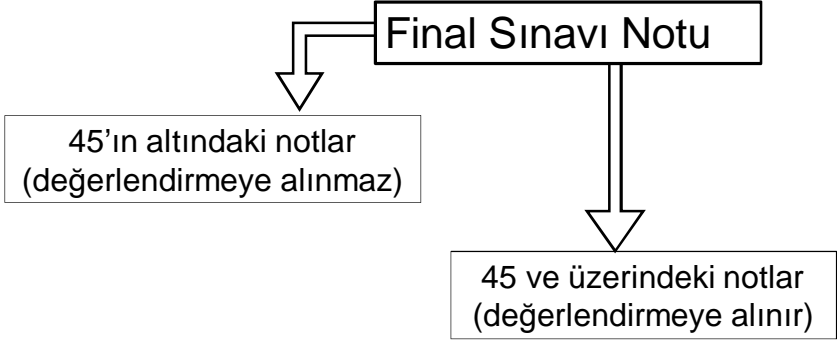 Final Sınavı Notu
45’ın altındaki notlar
(değerlendirmeye alınmaz)
45 ve üzerindeki notlar
(değerlendirmeye alınır)